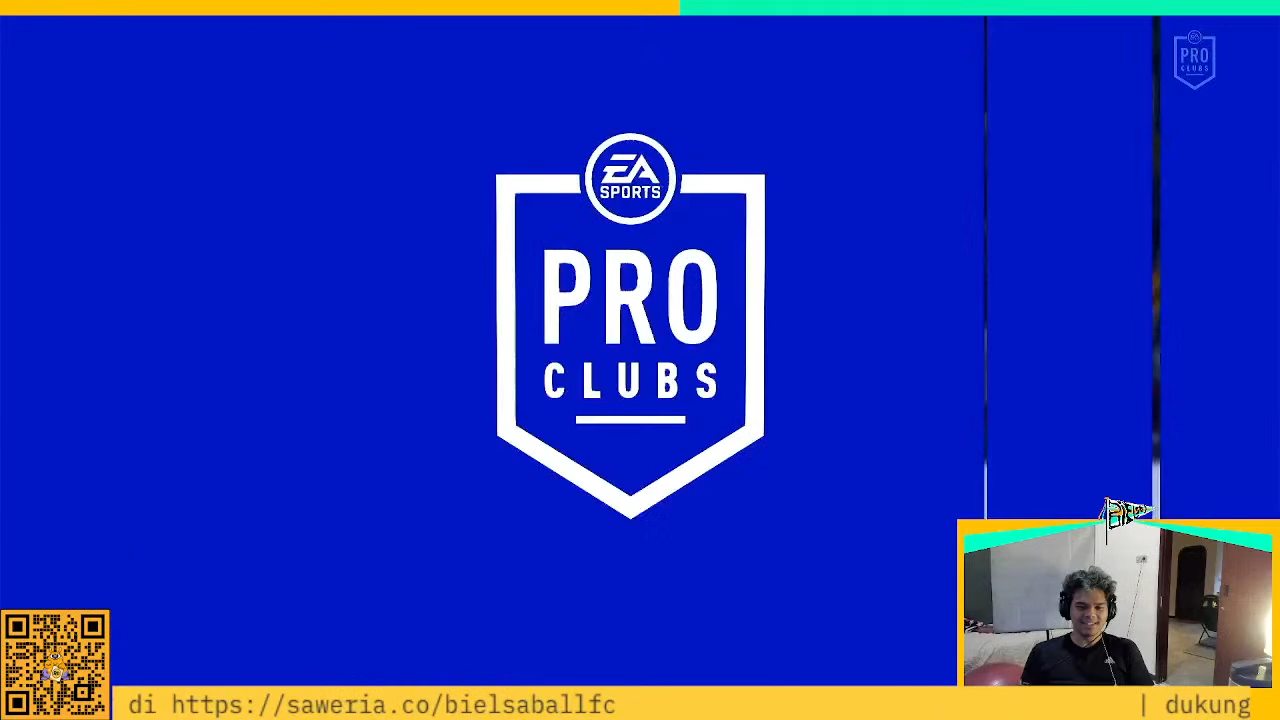 EA
SPORTS
PRO
CLUBS
PRO
CLUBS
di https://saweria.co/bielsaballfc | dukung